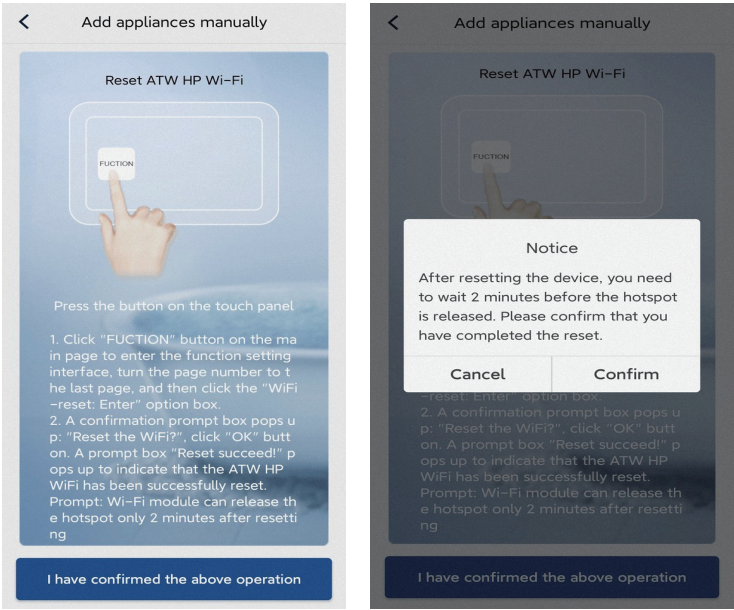 Add appliances manually
Reset ATW HP Wi-Fi
FUCTION
Press the button on the touch panel
1. Click "FUCTION" button on the ma
in page to enter the function setting
interface, turn the page number to t
he last page, and then click the "WiFi
-reset: Enter" option box.
2. A confirmation prompt box pops u
p: "Reset the WiFi?", click "OK" butt
on. A prompt box "Reset succeed!" p
ops up to indicate that the ATW HP
WiFi has been successfully reset.
Prompt: Wi-Fi module can release th
e hotspot only 2 minutes after resetti
ng
I have confirmed the above operation
Add appliances manually
Reset ATW HP Wi-Fi
FUCTION
Notice
After resetting the device, you need
to wait 2 minutes before the hotspot
is released. Please confirm that you
have completed the reset.
Cancel
Confirm
-reset: Enter" option box.
2. A confirmation prompt box pops u
p: "Reset the WiFi?", click "OK" butt
on. A prompt box "Reset succeed!" p
ops up to indicate that the ATW HP
WiFi has been successfully reset.
Prompt: Wi-Fi module can release th
e hotspot only 2 minutes after resetti
ng
I have confirmed the above operation